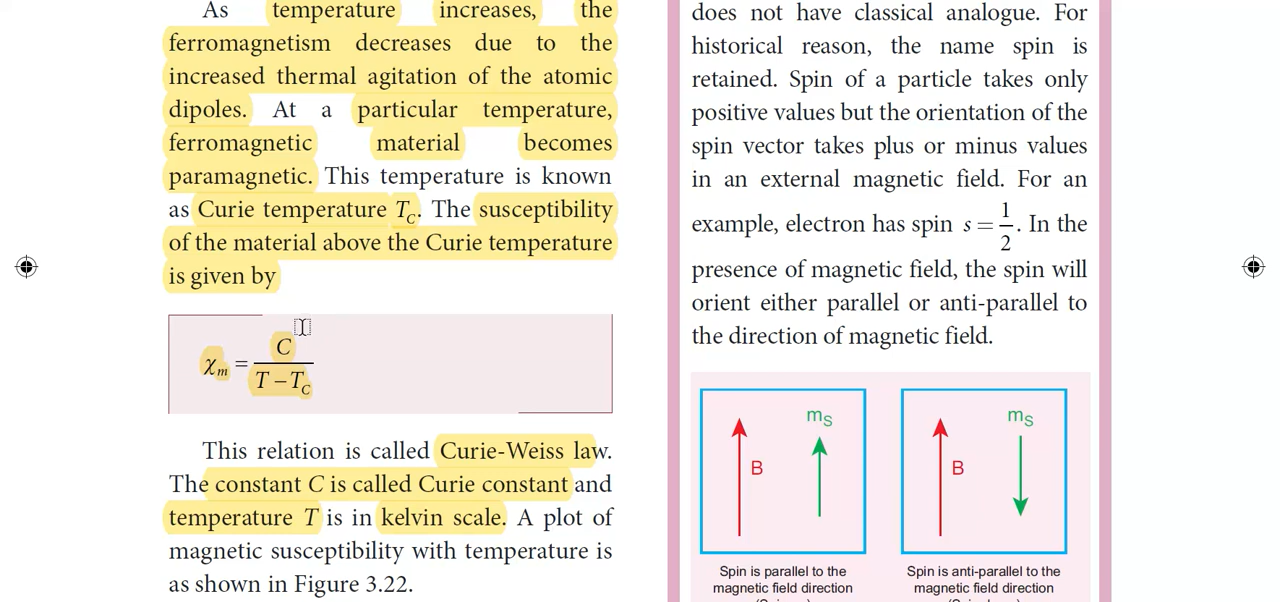 As temperature increases, the
ferromagnetism decreases due to the
increased thermal agitation of the atomic
dipoles. At a particular temperature,
ferromagnetic material becomes
paramagnetic. This temperature is known
as Curie temperature T_C. The susceptibility
of the material above the Curie temperature
is given by
χ_m = C / (T − T_C)
This relation is called Curie-Weiss law.
The constant C is called Curie constant and
temperature T is in kelvin scale. A plot of
magnetic susceptibility with temperature is
as shown in Figure 3.22.
does not have classical analogue. For
historical reason, the name spin is
retained. Spin of a particle takes only
positive values but the orientation of the
spin vector takes plus or minus values
in an external magnetic field. For an
example, electron has spin s = 1/2. In the
presence of magnetic field, the spin will
orient either parallel or anti-parallel to
the direction of magnetic field.
B
m_S
B
m_S
Spin is parallel to the
magnetic field direction
Spin is anti-parallel to the
magnetic field direction